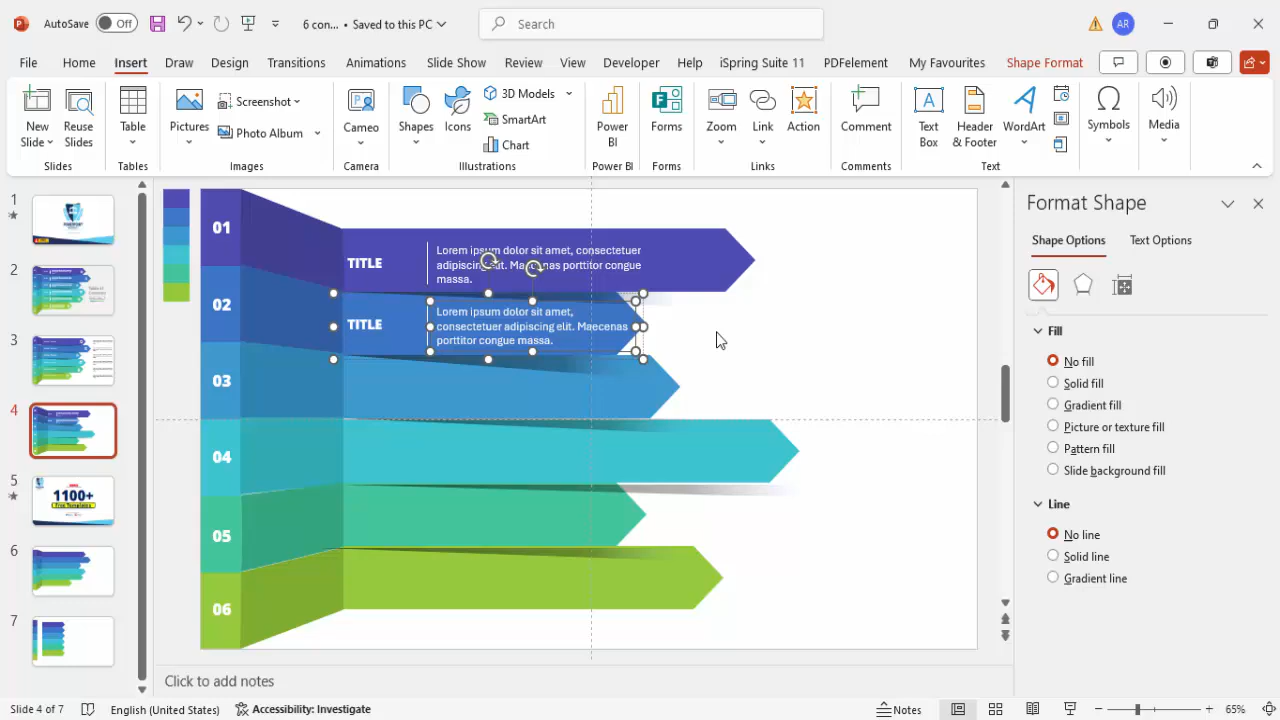 AutoSave Off 6 con... • Saved to this PC Search AR
File Home Insert Draw Design Transitions Animations Slide Show Review View Developer Help iSpring Suite 11 PDFelement My Favourites Shape Format
New Slide Reuse Slides Table Pictures Screenshot Photo Album Cameo Shapes Icons 3D Models SmartArt Chart Power BI Forms Zoom Link Action Comment Text Box Header & Footer WordArt Symbols Media
Slides Tables Images Camera Illustrations Power BI Forms Links Comments Text
1
2
3
4
5
1100+
6
7
01
TITLE
Lorem ipsum dolor sit amet, consectetuer
adipiscing elit. Maecenas porttitor congue
massa.
02
TITLE
Lorem ipsum dolor sit amet,
consectetuer adipiscing elit. Maecenas
porttitor congue massa.
03
04
05
06
Format Shape
Shape Options Text Options
Fill
No fill
Solid fill
Gradient fill
Picture or texture fill
Pattern fill
Slide background fill
Line
No line
Solid line
Gradient line
Click to add notes
Slide 4 of 7 English (United States) Accessibility: Investigate Notes 65%